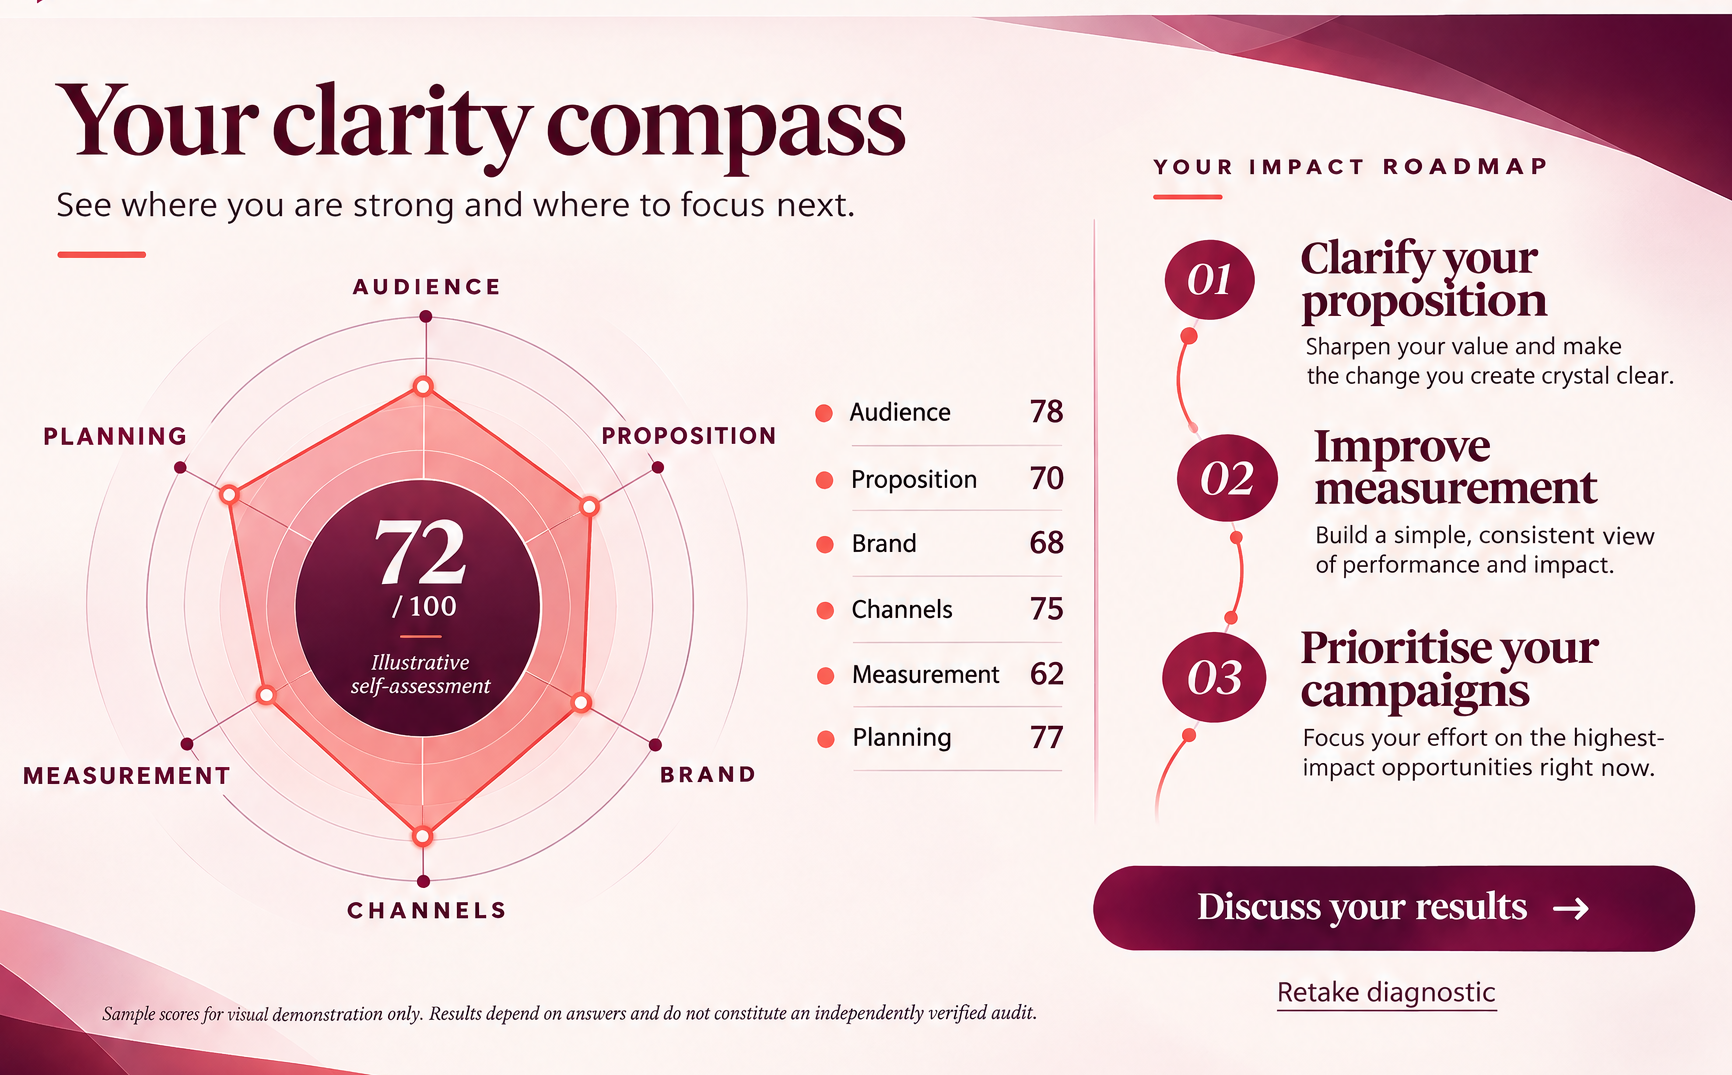 Your clarity compass
See where you are strong and where to focus next.
AUDIENCE
PLANNING
PROPOSITION
72
/ 100
Illustrative
self-assessment
MEASUREMENT
BRAND
CHANNELS
Audience 78
Proposition 70
Brand 68
Channels 75
Measurement 62
Planning 77
YOUR IMPACT ROADMAP
01
Clarify your
proposition
Sharpen your value and make
the change you create crystal clear.
02
Improve
measurement
Build a simple, consistent view
of performance and impact.
03
Prioritise your
campaigns
Focus your effort on the highest-
impact opportunities right now.
Discuss your results →
Retake diagnostic
Sample scores for visual demonstration only. Results depend on answers and do not constitute an independently verified audit.